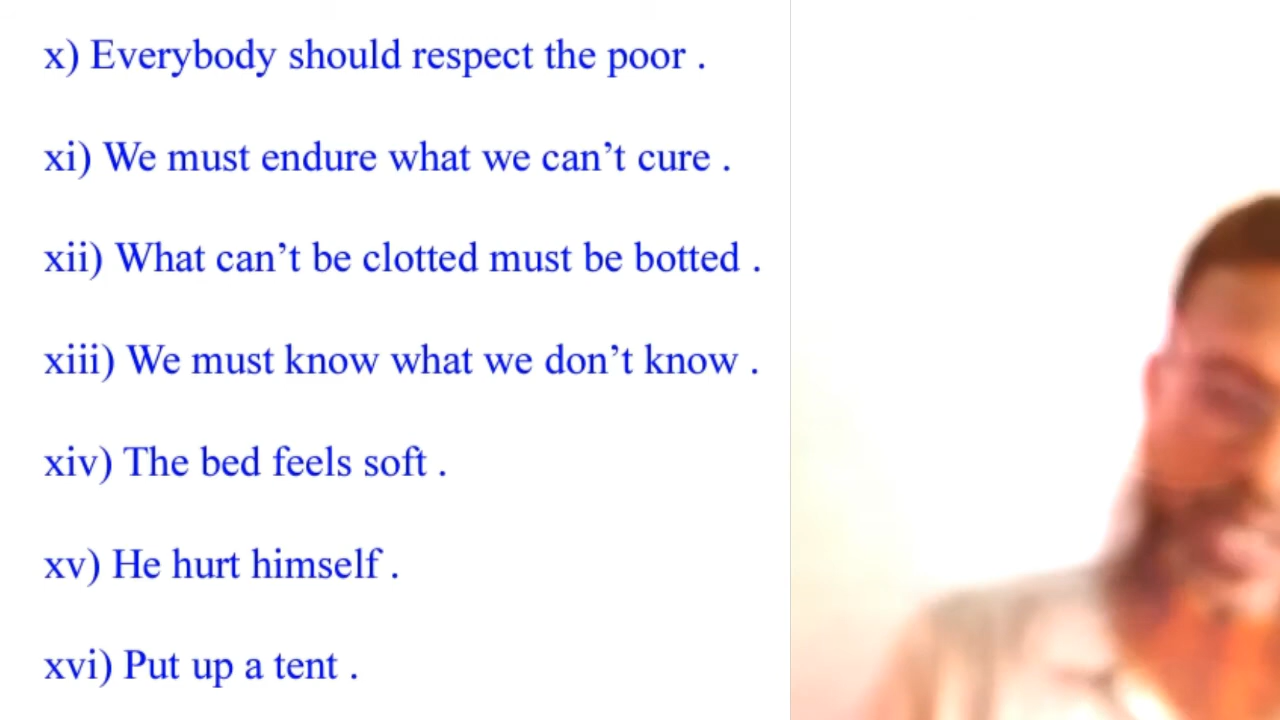 x) Everybody should respect the poor .
xi) We must endure what we can’t cure .
xii) What can’t be clotted must be botted .
xiii) We must know what we don’t know .
xiv) The bed feels soft .
xv) He hurt himself .
xvi) Put up a tent .